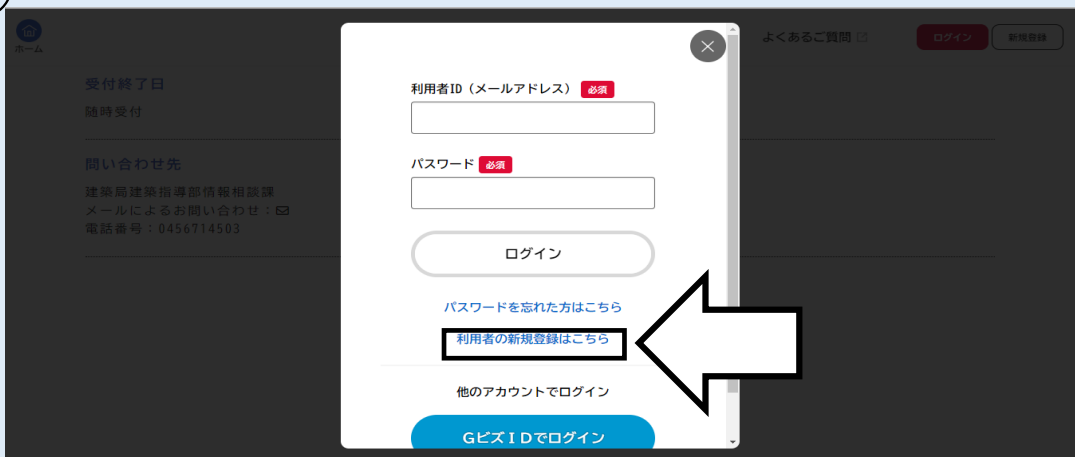 ホーム
よくあるご質問
ログイン
新規登録
受付終了日
随時受付
問い合わせ先
建築局建築指導部情報相談課
メールによるお問い合わせ：
電話番号：0456714503
利用者ID（メールアドレス） 必須
パスワード 必須
ログイン
パスワードを忘れた方はこちら
利用者の新規登録はこちら
他のアカウントでログイン
GビズIDでログイン